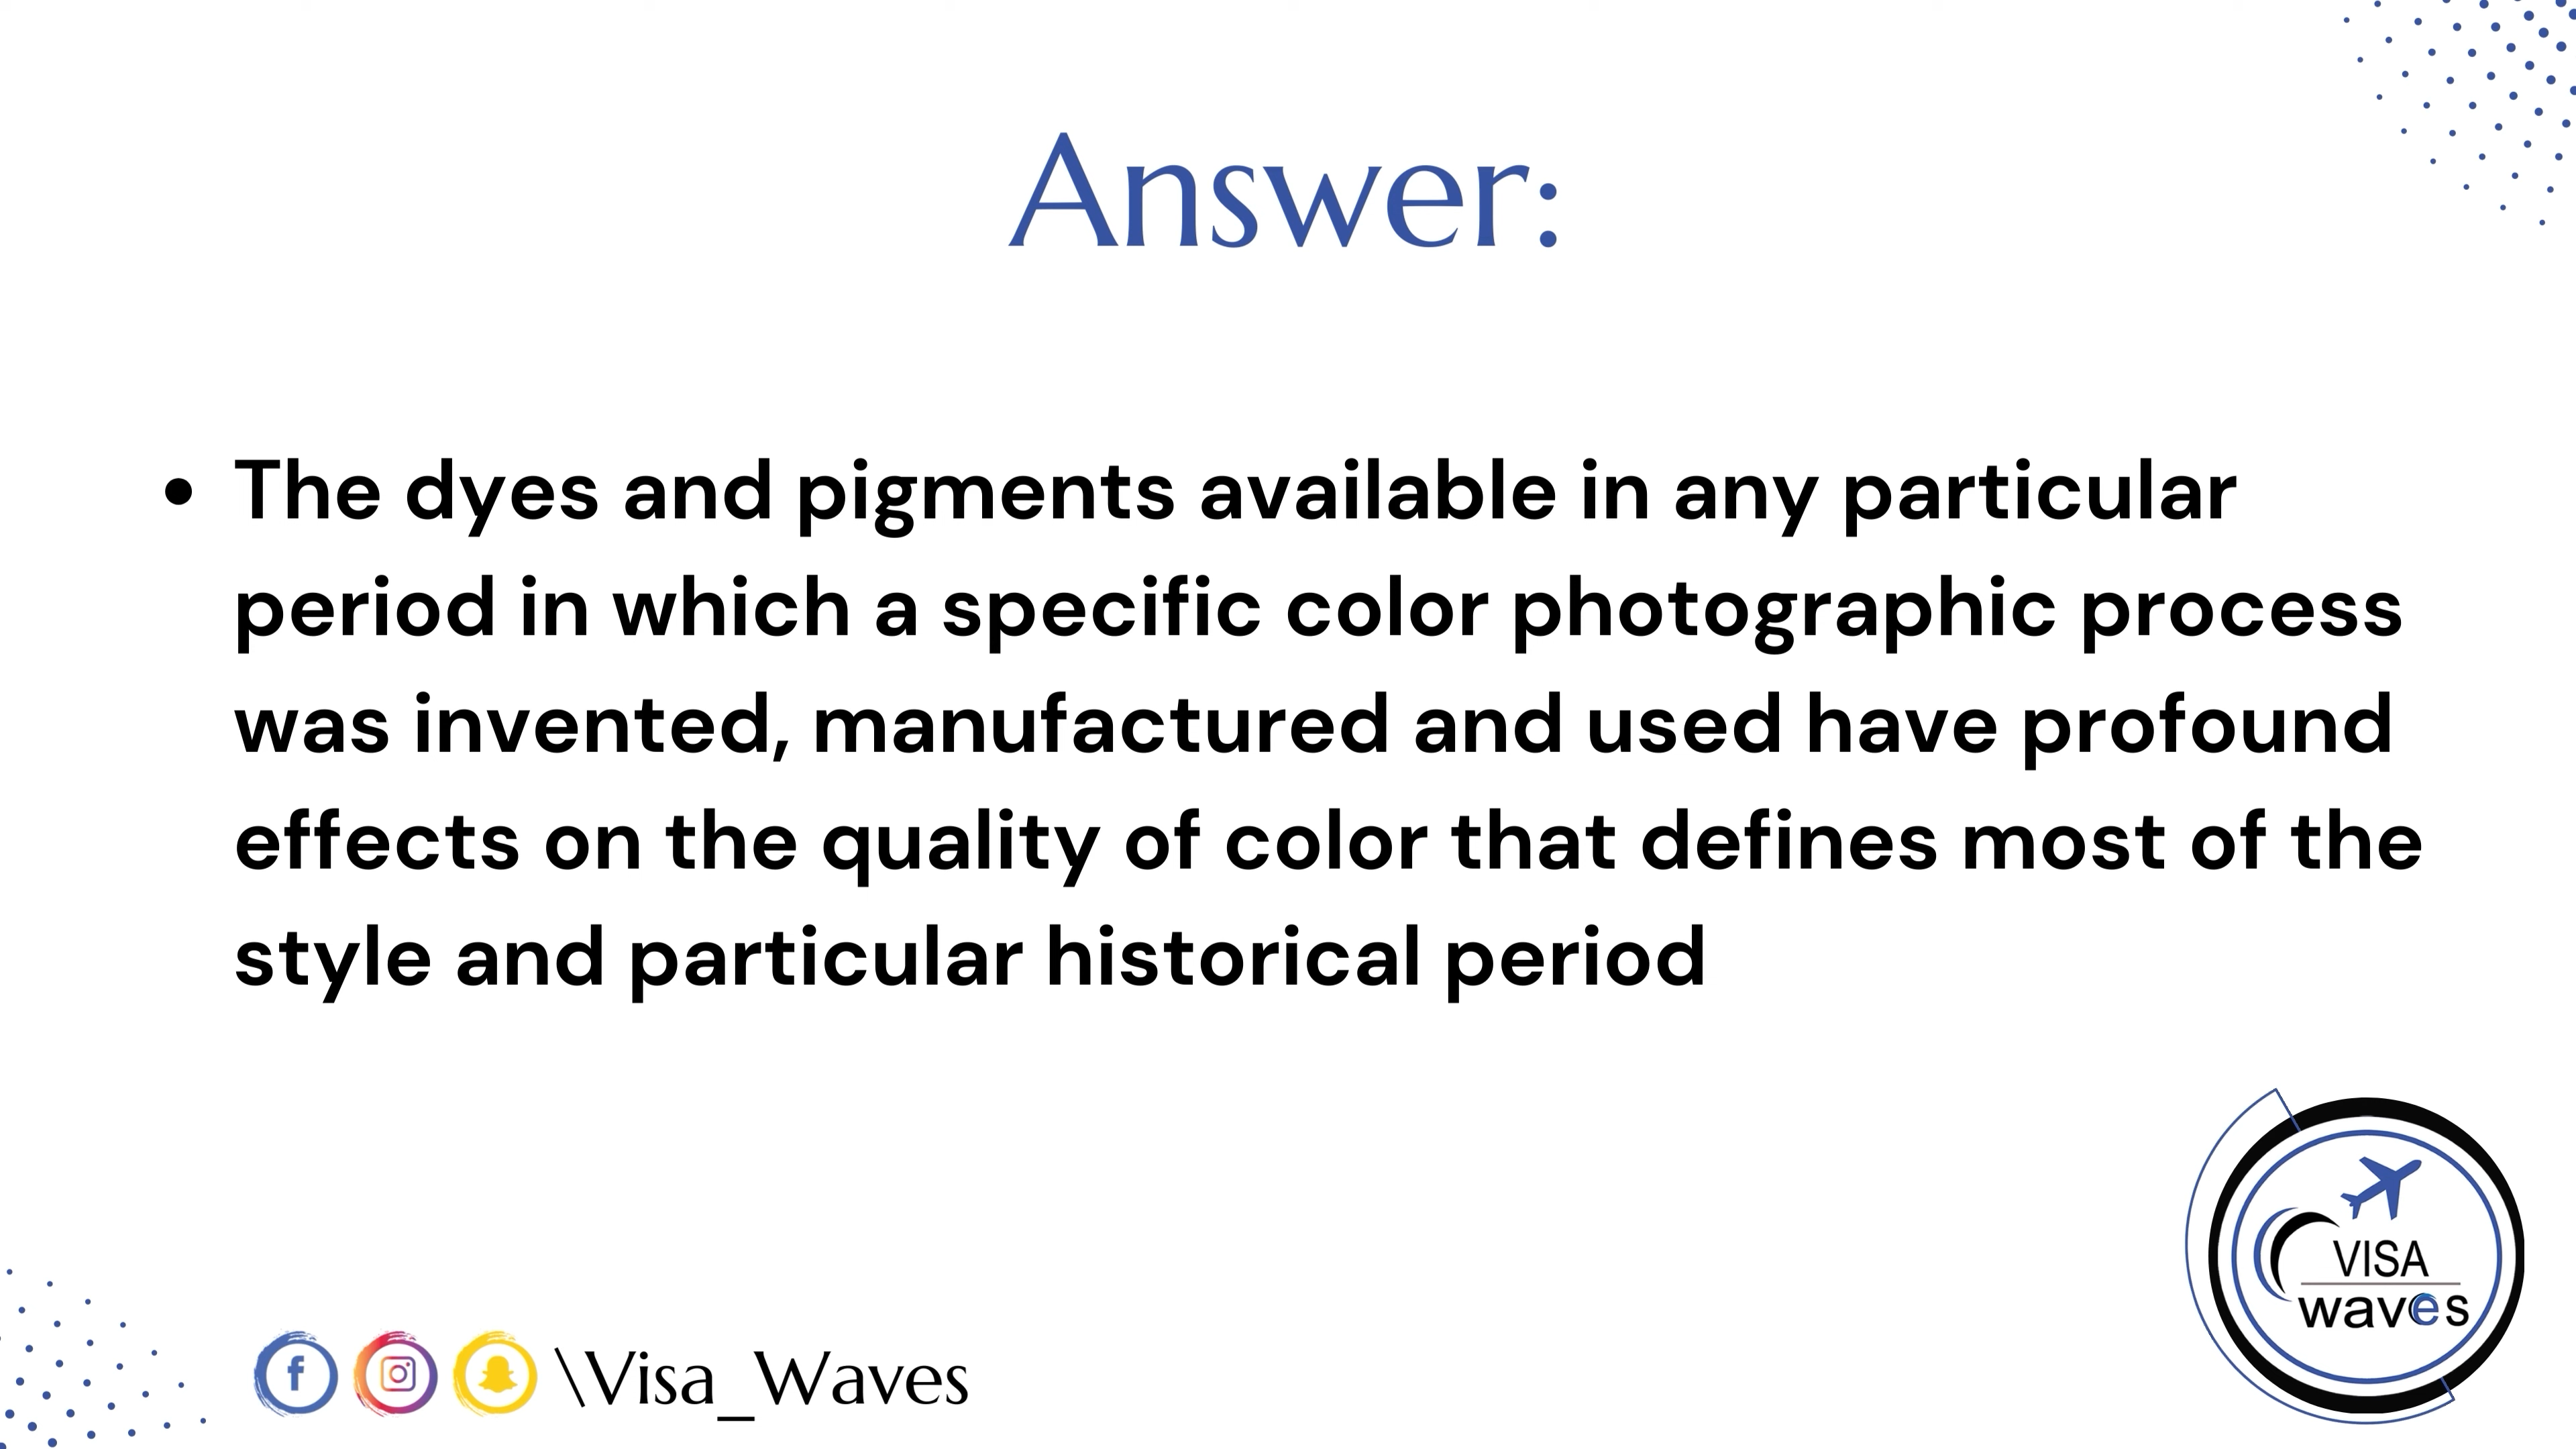 Answer:
• The dyes and pigments available in any particular
period in which a specific color photographic process
was invented, manufactured and used have profound
effects on the quality of color that defines most of the
style and particular historical period
VISA
waves
\Visa_Waves